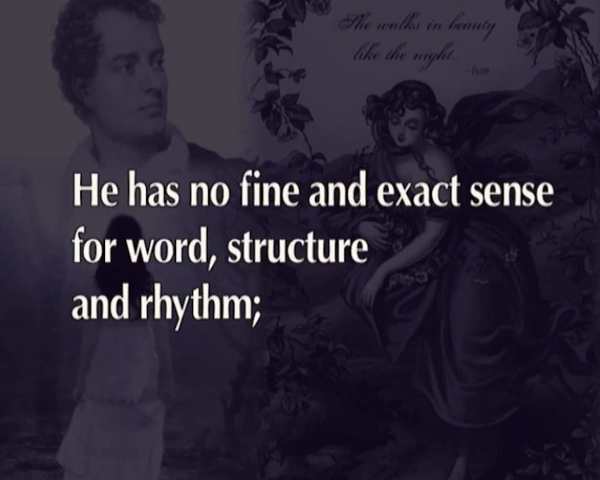 She walks in beauty
like the night...
He has no fine and exact sense
for word, structure
and rhythm;